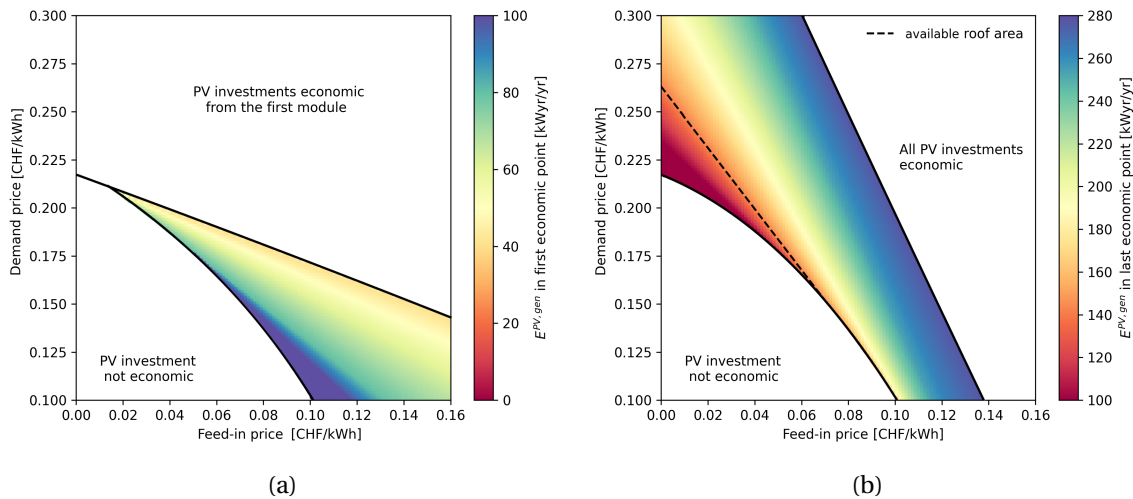 0.300
0.275
0.250
0.225
0.200
0.175
0.150
0.125
0.100
Demand price [CHF/kWh]
PV investments economic
from the first module
PV investment
not economic
0.00 0.02 0.04 0.06 0.08 0.10 0.12 0.14 0.16
Feed-in price [CHF/kWh]
100
80
60
40
20
0
E^{PV,gen} in first economic point [kWyr/yr]
(a)
0.300
0.275
0.250
0.225
0.200
0.175
0.150
0.125
0.100
Demand price [CHF/kWh]
available roof area
All PV investments
economic
PV investment
not economic
0.00 0.02 0.04 0.06 0.08 0.10 0.12 0.14 0.16
Feed-in price [CHF/kWh]
280
260
240
220
200
180
160
140
120
100
E^{PV,gen} in last economic point [kWyr/yr]
(b)